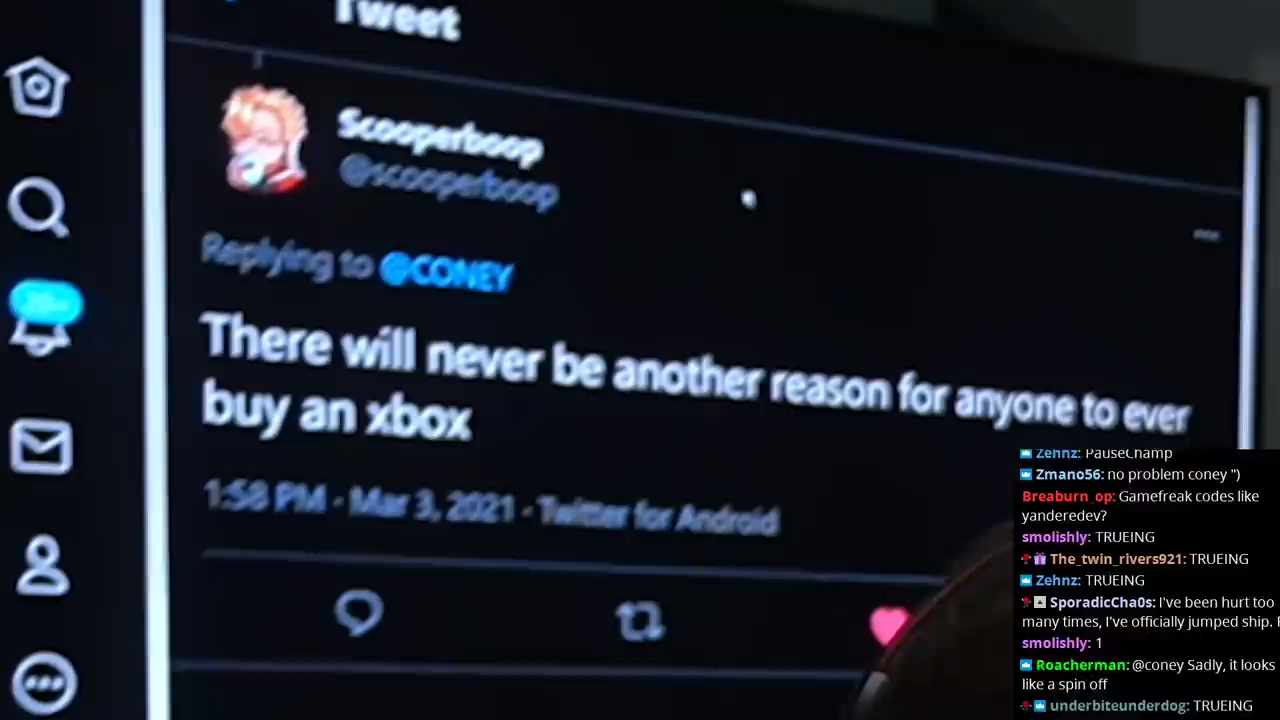 Tweet
Scooperboop
@scooperboop
Replying to @CONEY
There will never be another reason for anyone to ever
buy an xbox
1:58 PM · Mar 3, 2021 · Twitter for Android
Zehnz: PauseChamp
Zmano56: no problem coney ")
Breaburn_op: Gamefreak codes like
yanderedev?
smolishly: TRUEING
The_twin_rivers921: TRUEING
Zehnz: TRUEING
SporadicCha0s: I've been hurt too
many times, I've officially jumped ship.
smolishly: 1
Roacherman: @coney Sadly, it looks
like a spin off
underbiteunderdog: TRUEING